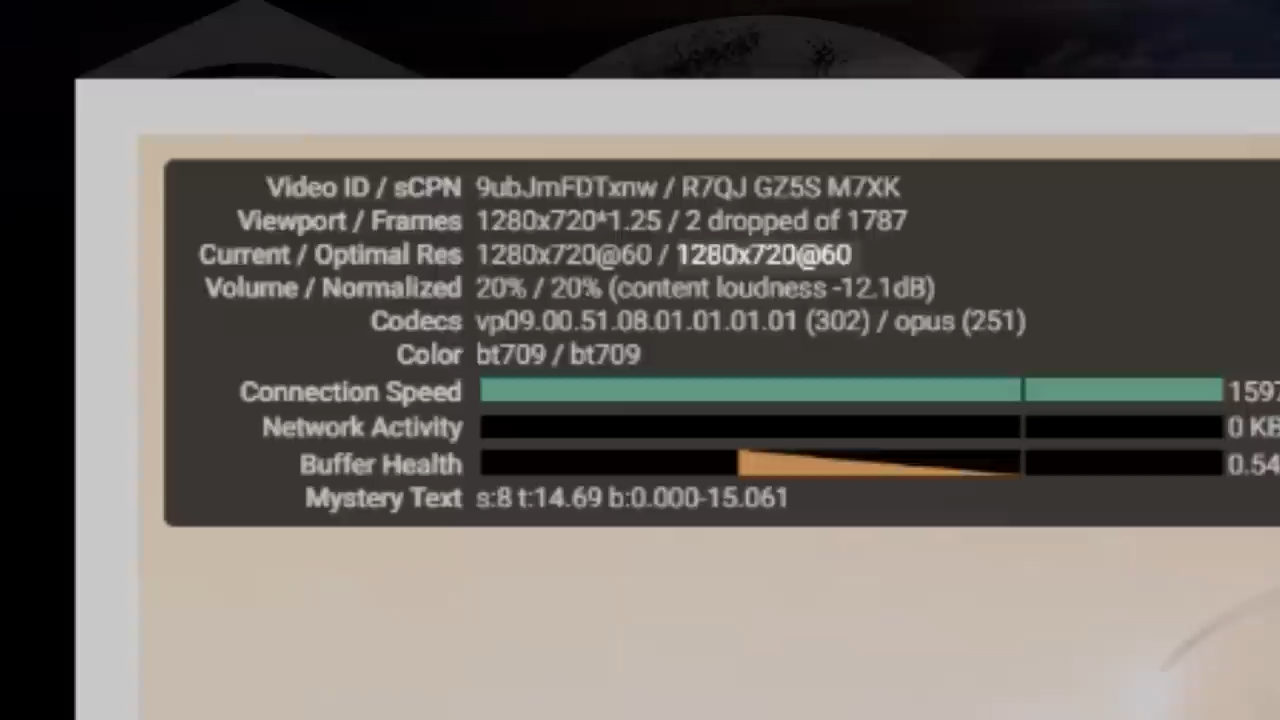 Video ID / sCPN 9ubJmFDTxnw / R7QJ GZ5S M7XK
Viewport / Frames 1280x720*1.25 / 2 dropped of 1787
Current / Optimal Res 1280x720@60 / 1280x720@60
Volume / Normalized 20% / 20% (content loudness -12.1dB)
Codecs vp09.00.51.08.01.01.01.01 (302) / opus (251)
Color bt709 / bt709
Connection Speed 1597
Network Activity 0 KB
Buffer Health 0.54
Mystery Text s:8 t:14.69 b:0.000-15.061